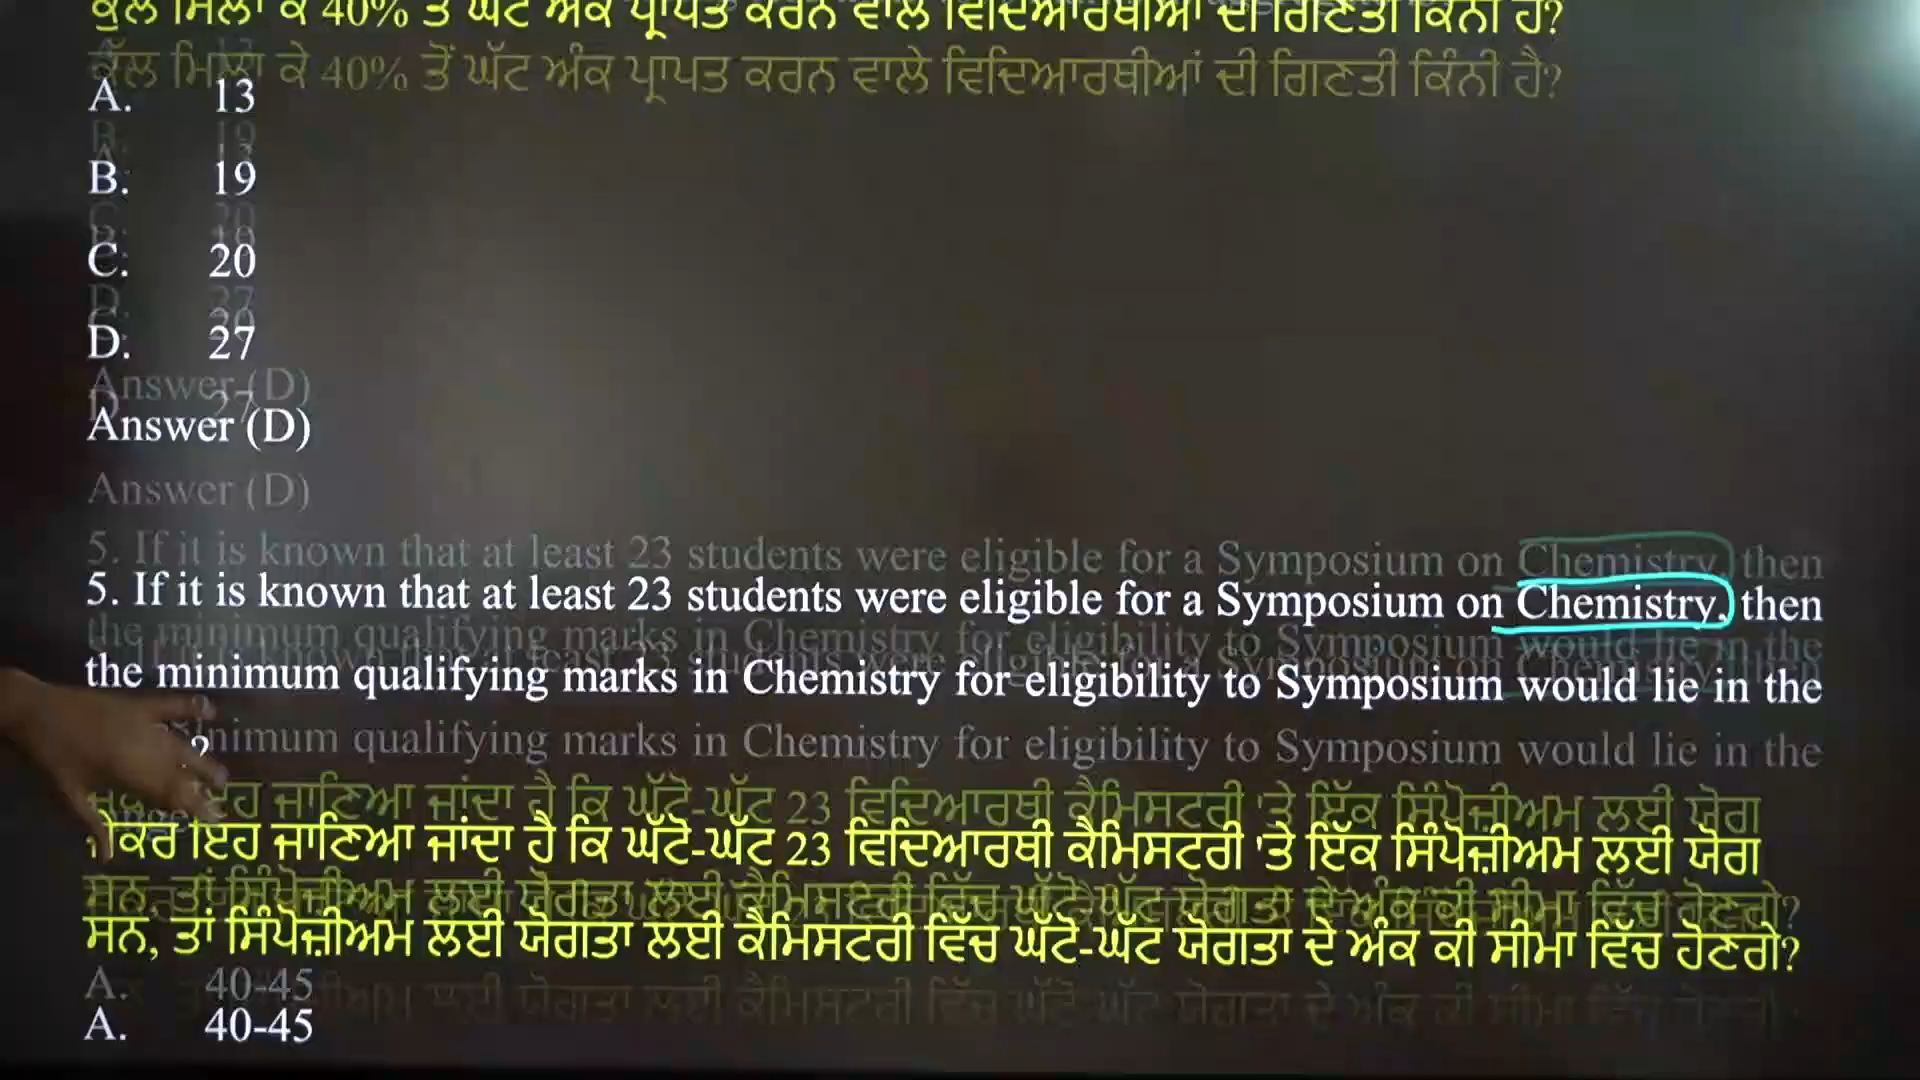 ਕੁਲ ਮਿਲਾ ਕੇ 40% ਤੋਂ ਘੱਟ ਅੰਕ ਪ੍ਰਾਪਤ ਕਰਨ ਵਾਲੇ ਵਿਦਿਆਰਥੀਆਂ ਦੀ ਗਿਣਤੀ ਕਿੰਨੀ ਹੈ?
A. 13
B. 19
C. 20
D. 27
Answer (D)
5. If it is known that at least 23 students were eligible for a Symposium on Chemistry, then
the minimum qualifying marks in Chemistry for eligibility to Symposium would lie in the
?
ਜੇਕਰ ਇਹ ਜਾਣਿਆ ਜਾਂਦਾ ਹੈ ਕਿ ਘੱਟੋ-ਘੱਟ 23 ਵਿਦਿਆਰਥੀ ਕੈਮਿਸਟਰੀ 'ਤੇ ਇੱਕ ਸਿੰਪੋਜ਼ੀਅਮ ਲਈ ਯੋਗ
ਸਨ, ਤਾਂ ਸਿੰਪੋਜ਼ੀਅਮ ਲਈ ਯੋਗਤਾ ਲਈ ਕੈਮਿਸਟਰੀ ਵਿੱਚ ਘੱਟੋ-ਘੱਟ ਯੋਗਤਾ ਦੇ ਅੰਕ ਕੀ ਸੀਮਾ ਵਿੱਚ ਹੋਣਗੇ?
A. 40-45